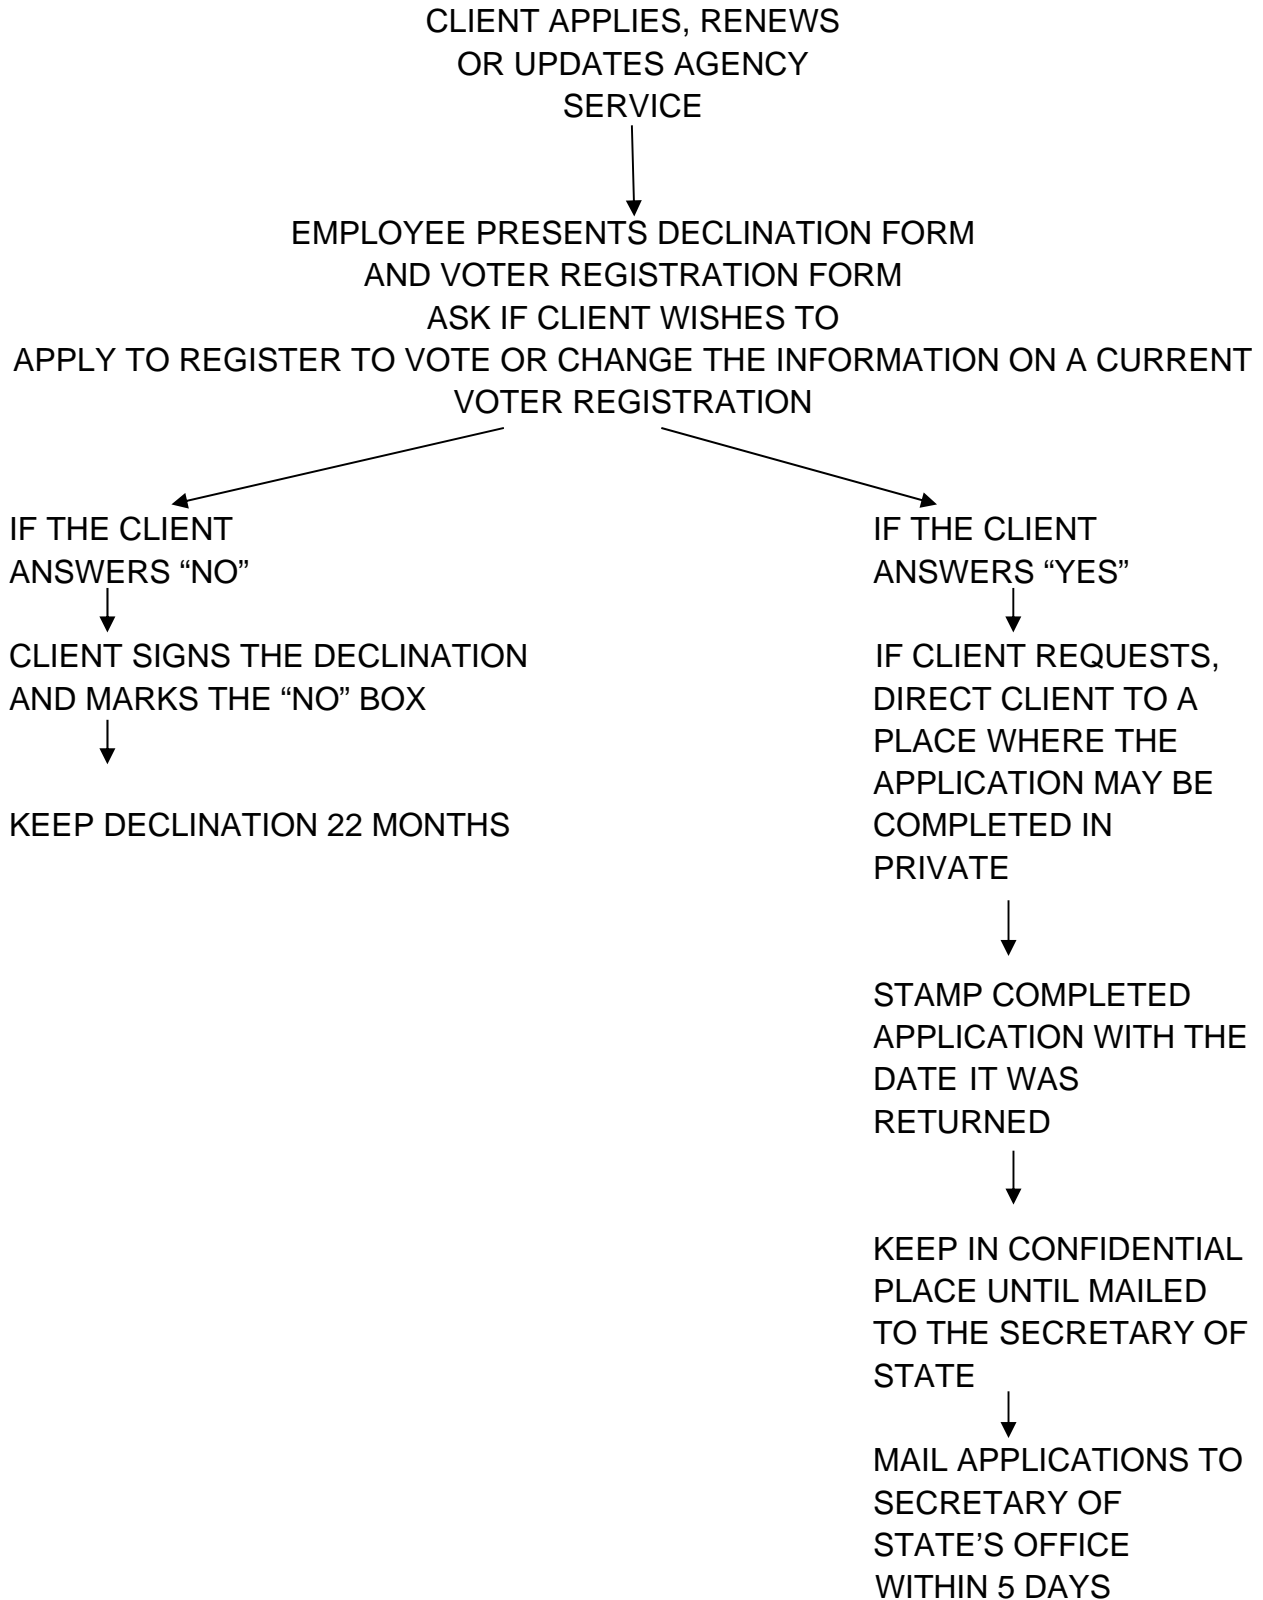 CLIENT APPLIES, RENEWS
OR UPDATES AGENCY
SERVICE
EMPLOYEE PRESENTS DECLINATION FORM
AND VOTER REGISTRATION FORM
ASK IF CLIENT WISHES TO
APPLY TO REGISTER TO VOTE OR CHANGE THE INFORMATION ON A CURRENT
VOTER REGISTRATION
IF THE CLIENT
ANSWERS “NO”
CLIENT SIGNS THE DECLINATION
AND MARKS THE “NO” BOX
KEEP DECLINATION 22 MONTHS
IF THE CLIENT
ANSWERS “YES”
IF CLIENT REQUESTS,
DIRECT CLIENT TO A
PLACE WHERE THE
APPLICATION MAY BE
COMPLETED IN
PRIVATE
STAMP COMPLETED
APPLICATION WITH THE
DATE IT WAS
RETURNED
KEEP IN CONFIDENTIAL
PLACE UNTIL MAILED
TO THE SECRETARY OF
STATE
MAIL APPLICATIONS TO
SECRETARY OF
STATE’S OFFICE
WITHIN 5 DAYS